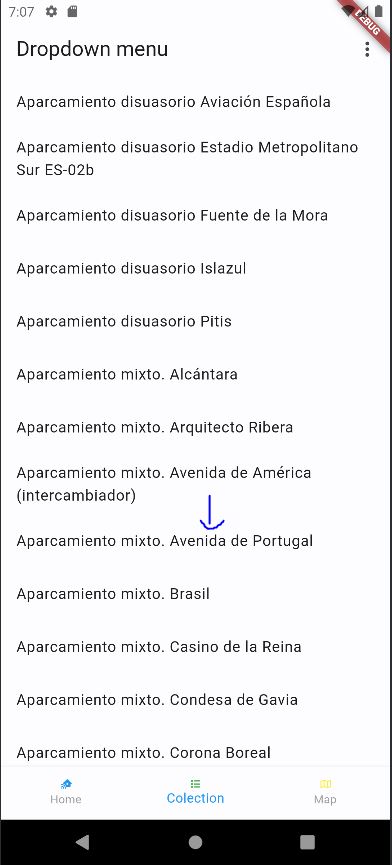 7:07
DEBUG
Dropdown menu
Aparcamiento disuasorio Aviación Española
Aparcamiento disuasorio Estadio Metropolitano
Sur ES-02b
Aparcamiento disuasorio Fuente de la Mora
Aparcamiento disuasorio Islazul
Aparcamiento disuasorio Pitis
Aparcamiento mixto. Alcántara
Aparcamiento mixto. Arquitecto Ribera
Aparcamiento mixto. Avenida de América
(intercambiador)
Aparcamiento mixto. Avenida de Portugal
Aparcamiento mixto. Brasil
Aparcamiento mixto. Casino de la Reina
Aparcamiento mixto. Condesa de Gavia
Aparcamiento mixto. Corona Boreal
Home
Colection
Map